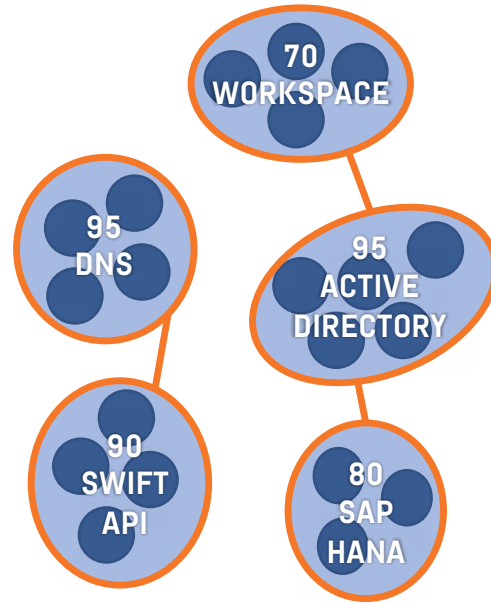 70
WORKSPACE
95
DNS
95
ACTIVE
DIRECTORY
90
SWIFT
API
80
SAP
HANA